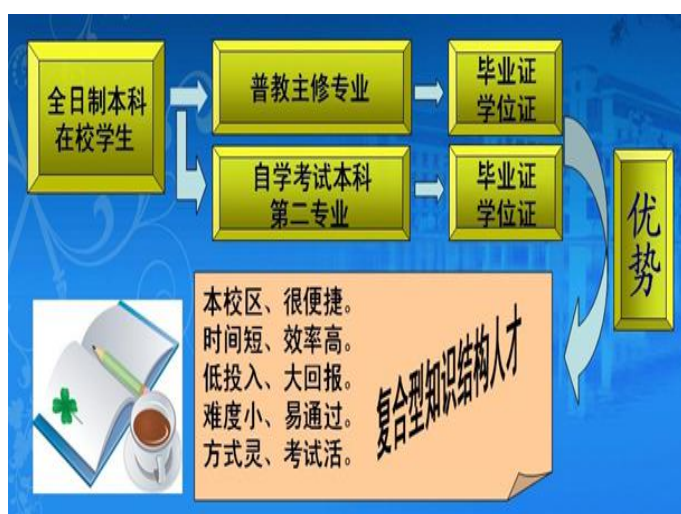 全日制本科
在校学生
普教主修专业
毕业证
学位证
自学考试本科
第二专业
毕业证
学位证
优势
本校区、很便捷。
时间短、效率高。
低投入、大回报。
难度小、易通过。
方式灵、考试活。
复合型知识结构人才